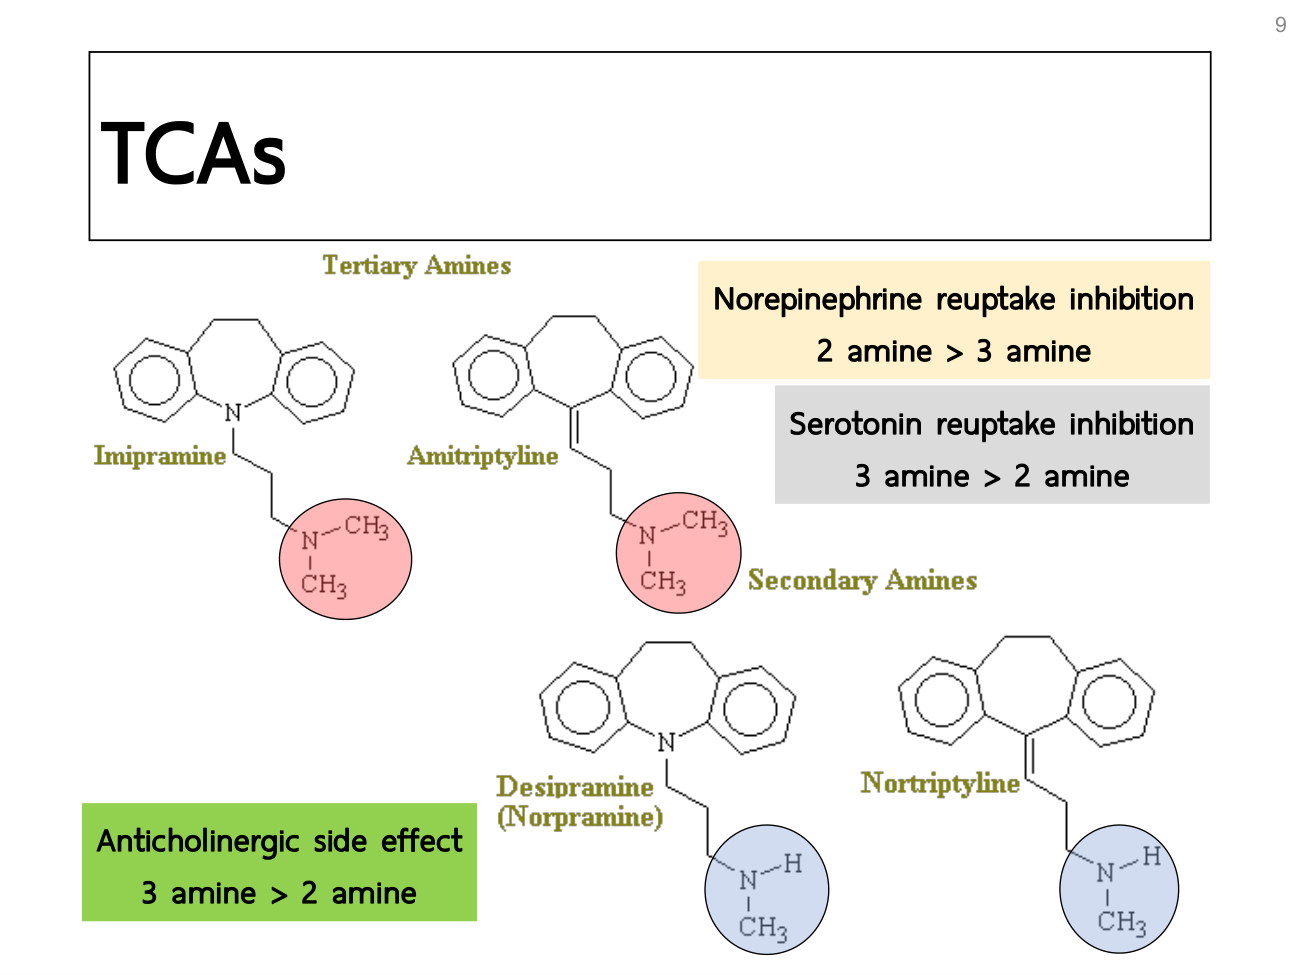 9
TCAs
Tertiary Amines
Norepinephrine reuptake inhibition
2 amine > 3 amine
Serotonin reuptake inhibition
3 amine > 2 amine
N
Imipramine
Amitriptyline
N
CH3
CH3
N
CH3
CH3
Secondary Amines
N
Desipramine
(Norpramine)
Nortriptyline
Anticholinergic side effect
3 amine > 2 amine
N
H
CH3
N
H
CH3